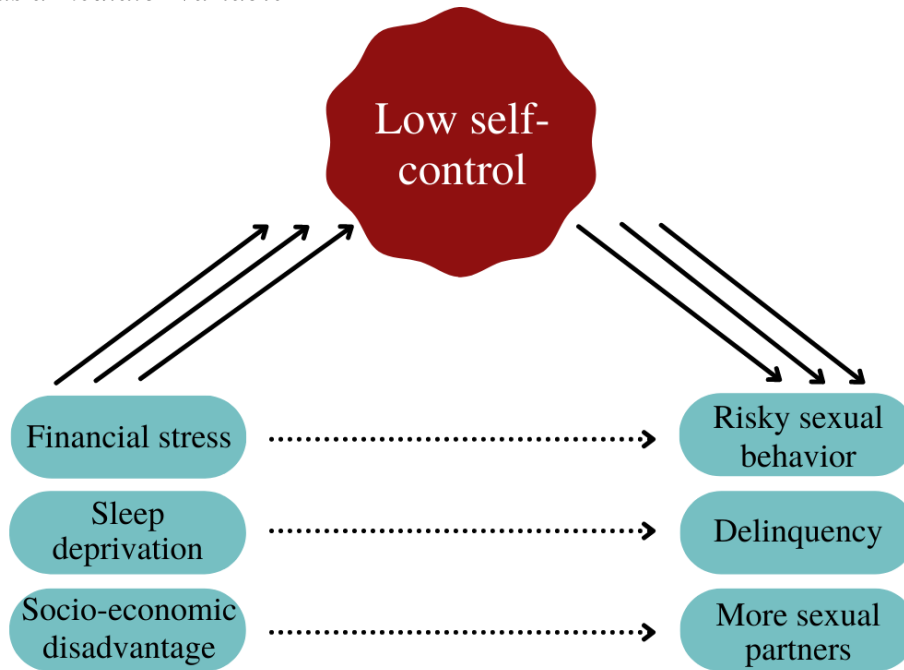 Low self-
control
Financial stress
Risky sexual
behavior
Sleep
deprivation
Delinquency
Socio-economic
disadvantage
More sexual
partners